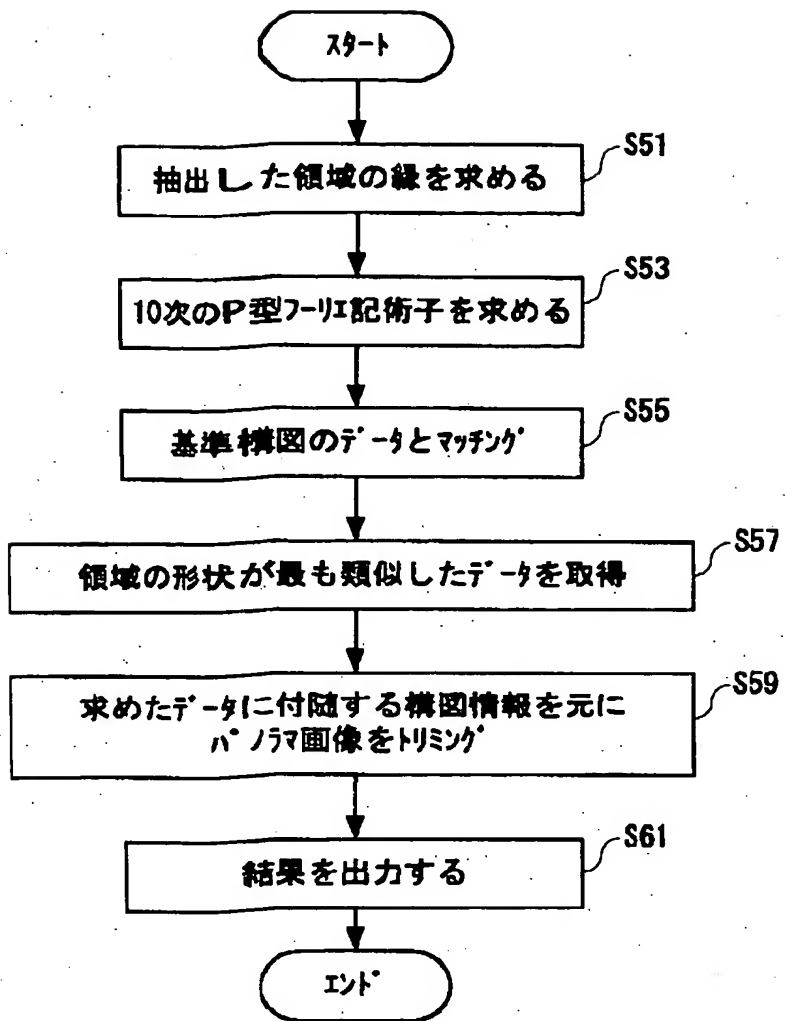 スタート
S51
抽出した領域の縁を求める
S53
10次のP型フーリエ記術子を求める
S55
基準構図のデータとマッチング
S57
領域の形状が最も類似したデータを取得
S59
求めたデータに付随する構図情報を元に
パノラマ画像をトリミング
S61
結果を出力する
エンド